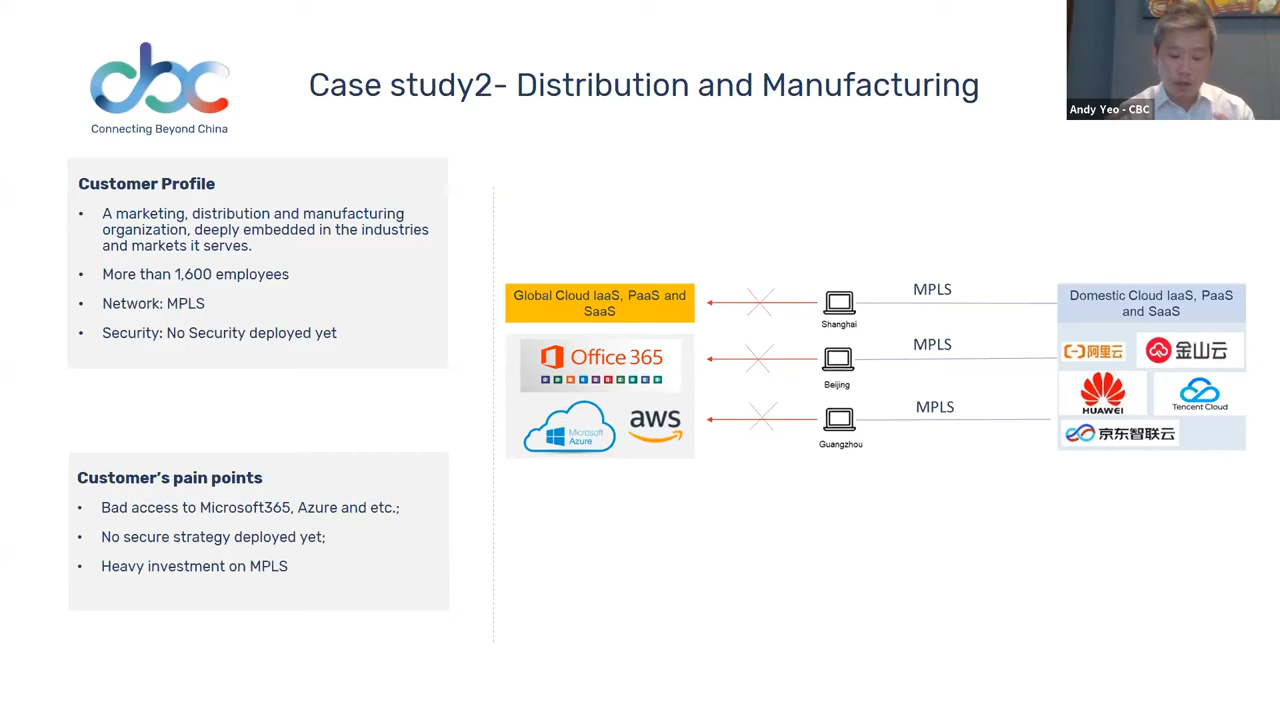 cbc
Connecting Beyond China
Case study2- Distribution and Manufacturing
Andy Yeo - CBC
Customer Profile
• A marketing, distribution and manufacturing
organization, deeply embedded in the industries
and markets it serves.
• More than 1,600 employees
• Network: MPLS
• Security: No Security deployed yet
Customer's pain points
• Bad access to Microsoft365, Azure and etc.;
• No secure strategy deployed yet;
• Heavy investment on MPLS
Global Cloud IaaS, PaaS and
SaaS
Office 365
Microsoft
Azure
aws
Shanghai
Beijing
Guangzhou
MPLS
MPLS
MPLS
Domestic Cloud IaaS, PaaS
and SaaS
阿里云
金山云
HUAWEI
Tencent Cloud
京东智联云